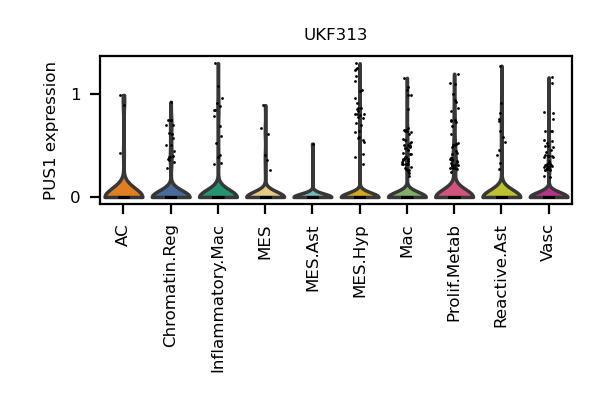 UKF313
PUS1 expression
1
0
AC
Chromatin.Reg
Inflammatory.Mac
MES
MES.Ast
MES.Hyp
Mac
Prolif.Metab
Reactive.Ast
Vasc